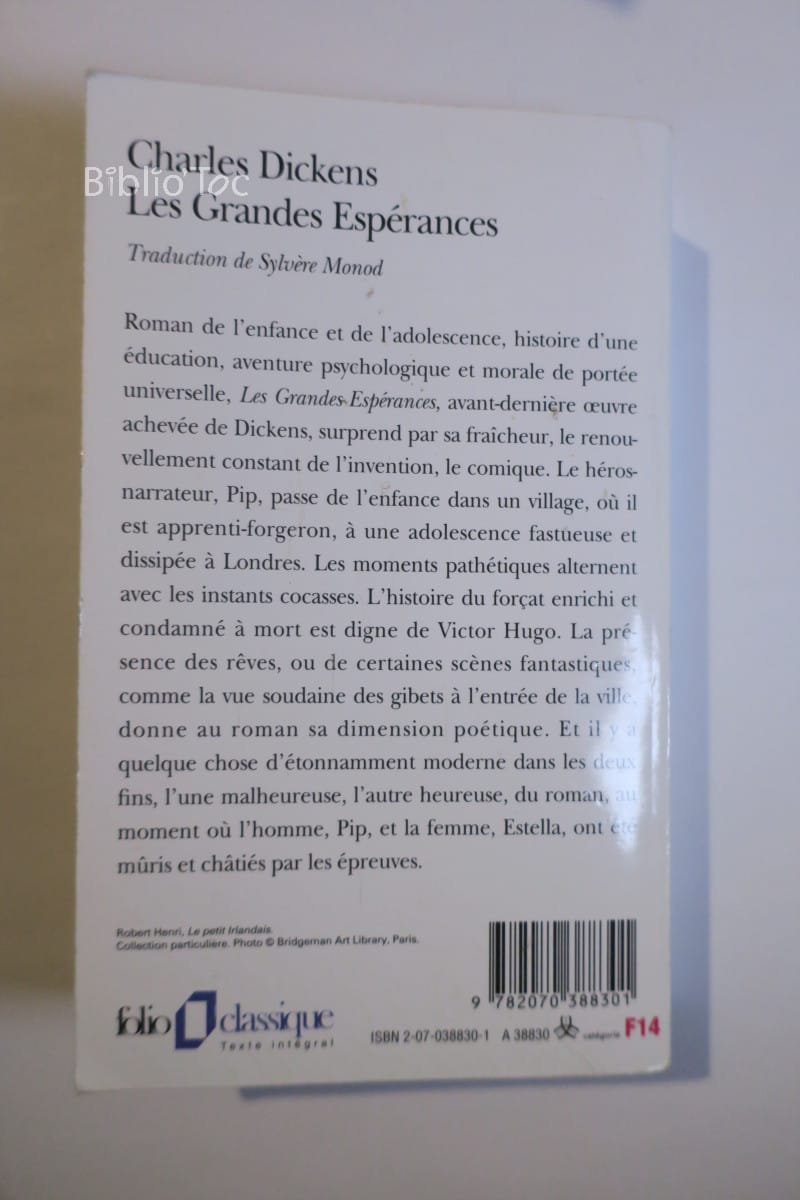 Charles Dickens
Biblio'Toc
Les Grandes Espérances
Traduction de Sylvère Monod
Roman de l'enfance et de l'adolescence, histoire d'une
éducation, aventure psychologique et morale de portée
universelle, Les Grandes Espérances, avant-dernière œuvre
achevée de Dickens, surprend par sa fraîcheur, le renou-
vellement constant de l'invention, le comique. Le héros-
narrateur, Pip, passe de l'enfance dans un village, où il
est apprenti-forgeron, à une adolescence fastueuse et
dissipée à Londres. Les moments pathétiques alternent
avec les instants cocasses. L'histoire du forçat enrichi et
condamné à mort est digne de Victor Hugo. La pré-
sence des rêves, ou de certaines scènes fantastiques,
comme la vue soudaine des gibets à l'entrée de la ville,
donne au roman sa dimension poétique. Et il y a
quelque chose d'étonnamment moderne dans les deux
fins, l'une malheureuse, l'autre heureuse, du roman, au
moment où l'homme, Pip, et la femme, Estella, ont été
mûris et châtiés par les épreuves.
Robert Henri, Le petit Irlandais.
Collection particulière. Photo © Bridgeman Art Library, Paris.
9 782070 388301
folio classique
Texte intégral
ISBN 2-07-038830-1 A 38830 catégorie F14